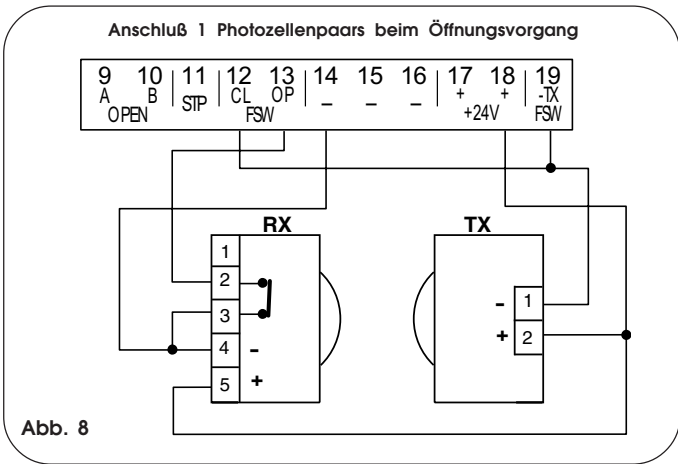 Anschluß 1 Photozellenpaars beim Öffnungsvorgang
9 10 11 12 13 14 15 16 17 18 19
A B STP CL OP – – – + + -TX
OPEN FSW +24V FSW
RX TX
1
2
3
4 -
5 +
- 1
+ 2
Abb. 8